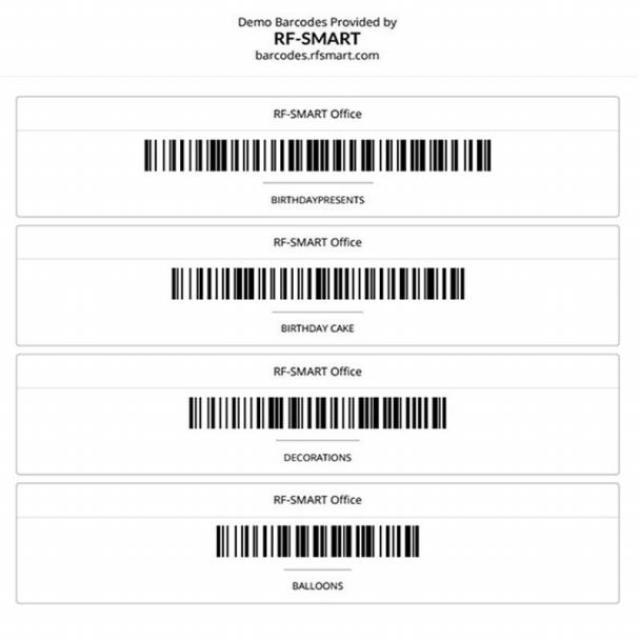 Demo Barcodes Provided by
RF-SMART
barcodes.rfsmart.com
RF-SMART Office
BIRTHDAYPRESENTS
RF-SMART Office
BIRTHDAY CAKE
RF-SMART Office
DECORATIONS
RF-SMART Office
BALLOONS